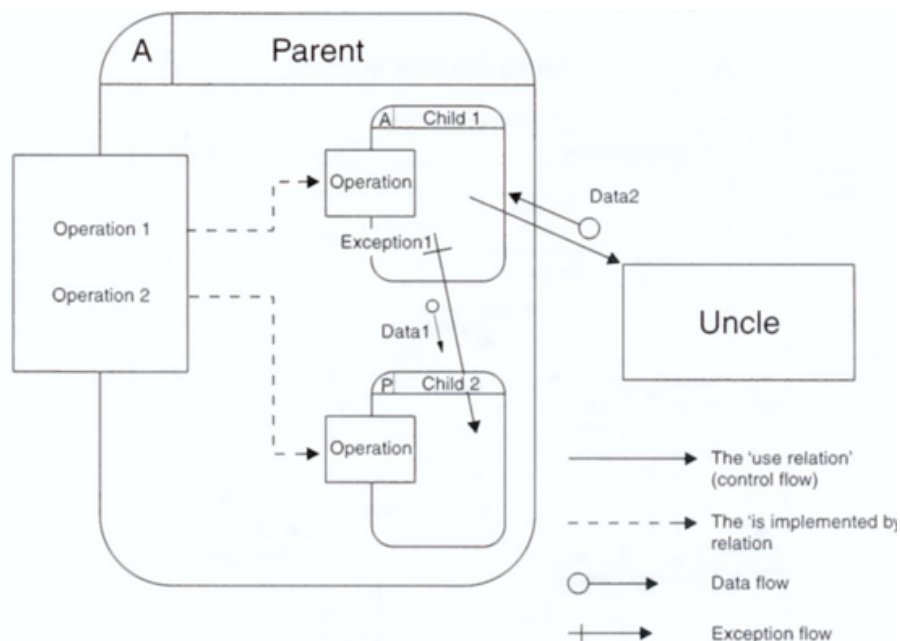 A Parent
A Child 1
Operation
Data2
Operation 1
Exception1
Operation 2
Uncle
Data1
P Child 2
Operation
The 'use relation'
(control flow)
The 'is implemented by
relation
Data flow
Exception flow